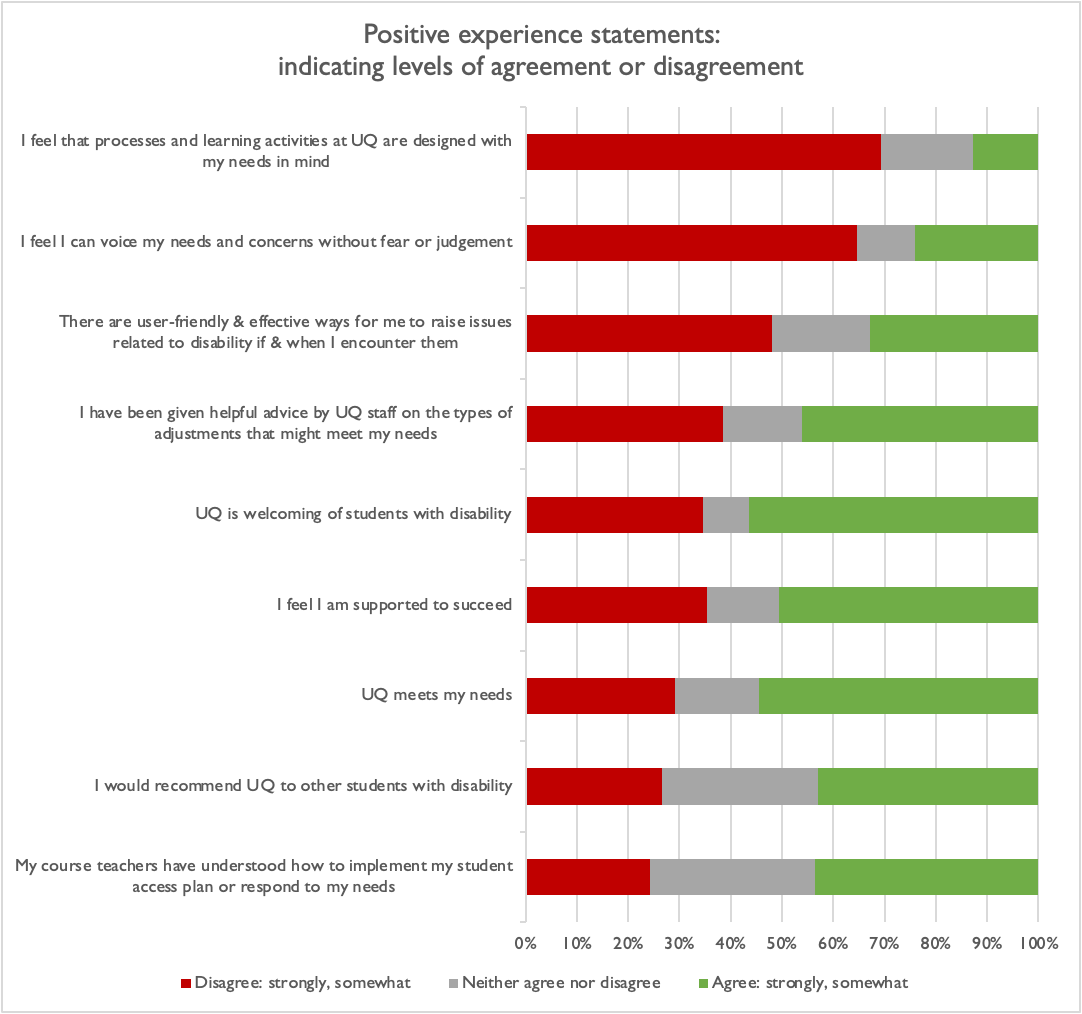 Positive experience statements:
indicating levels of agreement or disagreement
I feel that processes and learning activities at UQ are designed with
my needs in mind
I feel I can voice my needs and concerns without fear or judgement
There are user-friendly & effective ways for me to raise issues
related to disability if & when I encounter them
I have been given helpful advice by UQ staff on the types of
adjustments that might meet my needs
UQ is welcoming of students with disability
I feel I am supported to succeed
UQ meets my needs
I would recommend UQ to other students with disability
My course teachers have understood how to implement my student
access plan or respond to my needs
0% 10% 20% 30% 40% 50% 60% 70% 80% 90% 100%
Disagree: strongly, somewhat Neither agree nor disagree Agree: strongly, somewhat